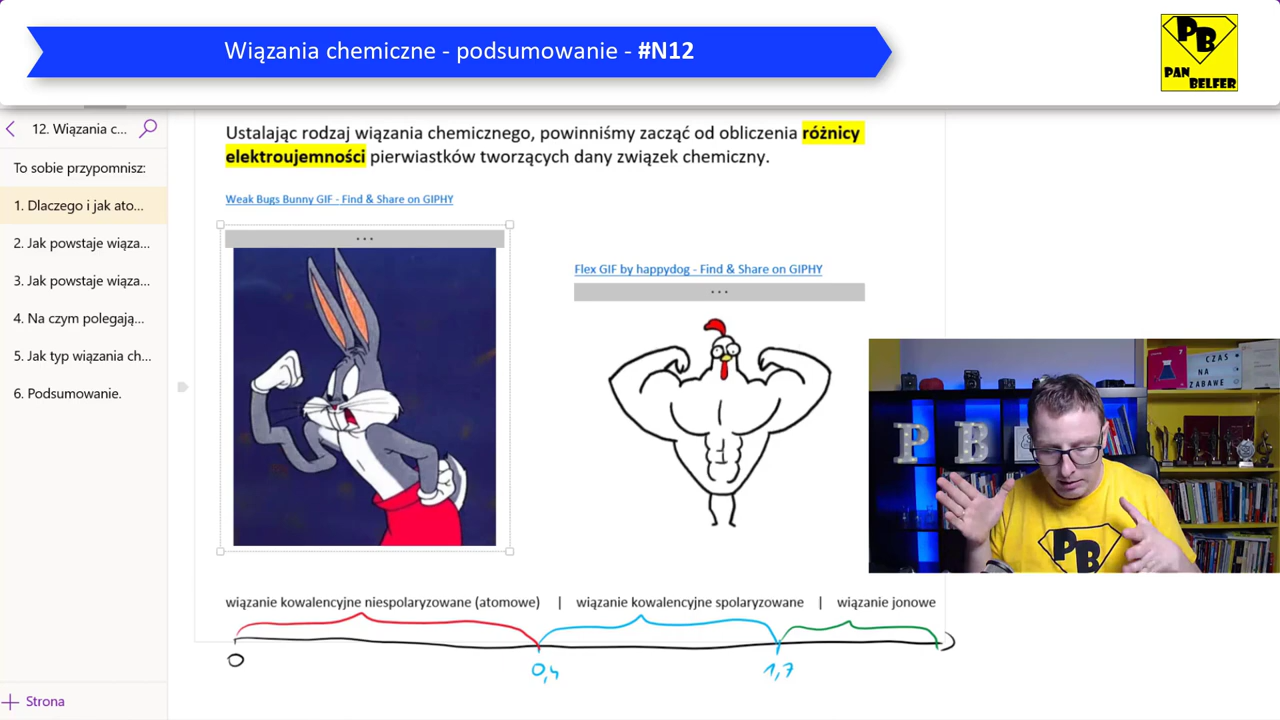 Wiązania chemiczne - podsumowanie - #N12
PB
PAN
BELFER
12. Wiązania c...
To sobie przypomnisz:
1. Dlaczego i jak ato...
2. Jak powstaje wiąza...
3. Jak powstaje wiąza...
4. Na czym polegają...
5. Jak typ wiązania ch...
6. Podsumowanie.
Strona
Ustalając rodzaj wiązania chemicznego, powinniśmy zacząć od obliczenia różnicy
elektroujemności pierwiastków tworzących dany związek chemiczny.
Weak Bugs Bunny GIF - Find & Share on GIPHY
Flex GIF by happydog - Find & Share on GIPHY
CZAS
NA
ZABAWE
P B
PB
wiązanie kowalencyjne niespolaryzowane (atomowe) | wiązanie kowalencyjne spolaryzowane | wiązanie jonowe
0 0,4 1,7